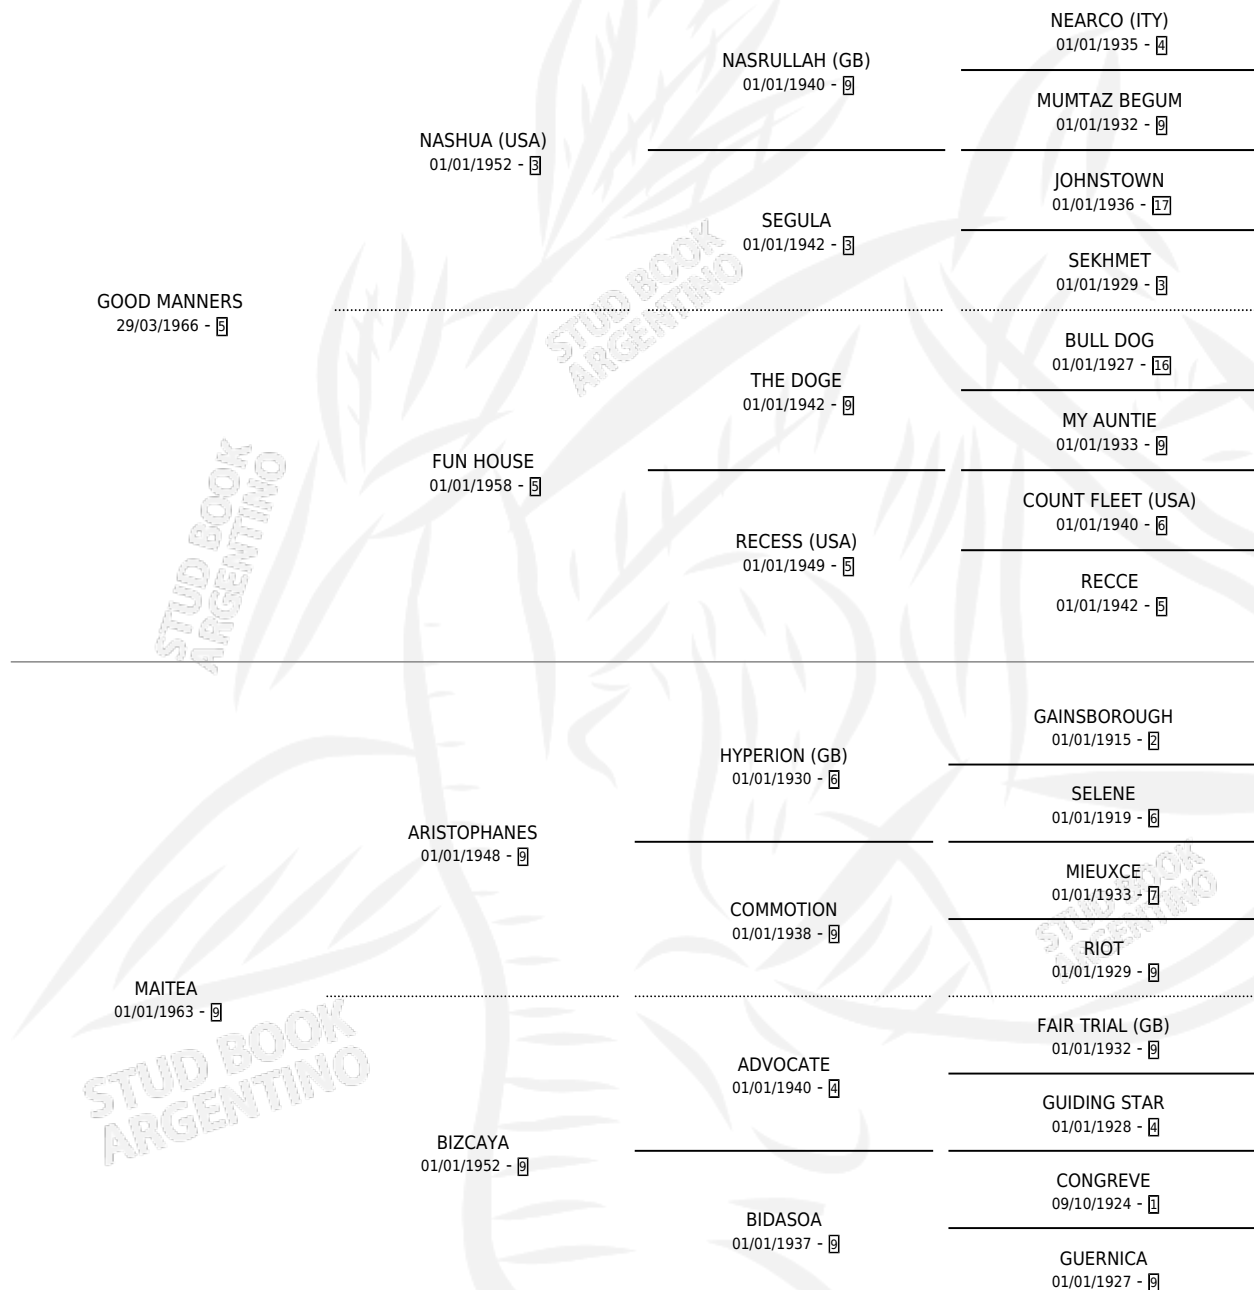 NEARCO (ITY)
01/01/1935 - 4
NASRULLAH (GB)
01/01/1940 - 9
MUMTAZ BEGUM
01/01/1932 - 9
NASHUA (USA)
01/01/1952 - 3
JOHNSTOWN
01/01/1936 - 17
SEGULA
01/01/1942 - 3
SEKHMET
01/01/1929 - 3
GOOD MANNERS
29/03/1966 - 5
BULL DOG
01/01/1927 - 16
THE DOGE
01/01/1942 - 9
MY AUNTIE
01/01/1933 - 9
FUN HOUSE
01/01/1958 - 5
COUNT FLEET (USA)
01/01/1940 - 6
RECESS (USA)
01/01/1949 - 5
RECCE
01/01/1942 - 5
GAINSBOROUGH
01/01/1915 - 2
HYPERION (GB)
01/01/1930 - 6
SELENE
01/01/1919 - 6
ARISTOPHANES
01/01/1948 - 9
MIEUXCE
01/01/1933 - 7
COMMOTION
01/01/1938 - 9
RIOT
01/01/1929 - 9
MAITEA
01/01/1963 - 9
FAIR TRIAL (GB)
01/01/1932 - 9
ADVOCATE
01/01/1940 - 4
GUIDING STAR
01/01/1928 - 4
BIZCAYA
01/01/1952 - 9
CONGREVE
09/10/1924 - 1
BIDASOA
01/01/1937 - 9
GUERNICA
01/01/1927 - 9
STUD BOOK
ARGENTINO
STUD BOOK
ARGENTINO
STUD BOOK
ARGENTINO
STUD BOOK
ARGENTINO